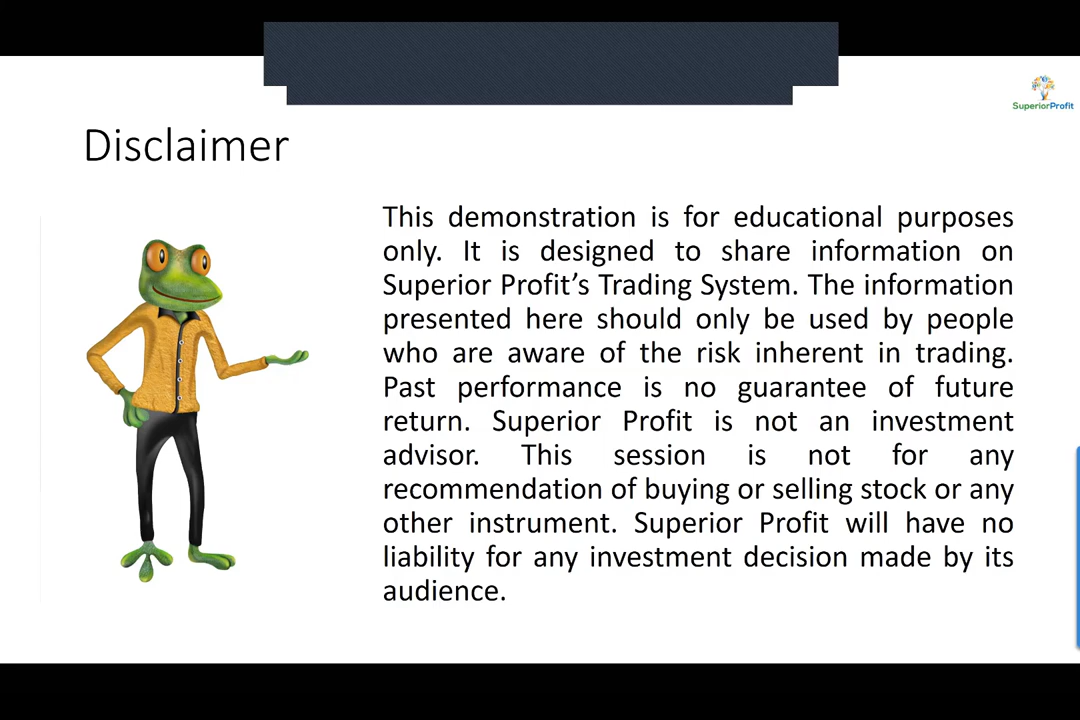 SuperiorProfit
Disclaimer
This demonstration is for educational purposes
only. It is designed to share information on
Superior Profit’s Trading System. The information
presented here should only be used by people
who are aware of the risk inherent in trading.
Past performance is no guarantee of future
return. Superior Profit is not an investment
advisor. This session is not for any
recommendation of buying or selling stock or any
other instrument. Superior Profit will have no
liability for any investment decision made by its
audience.